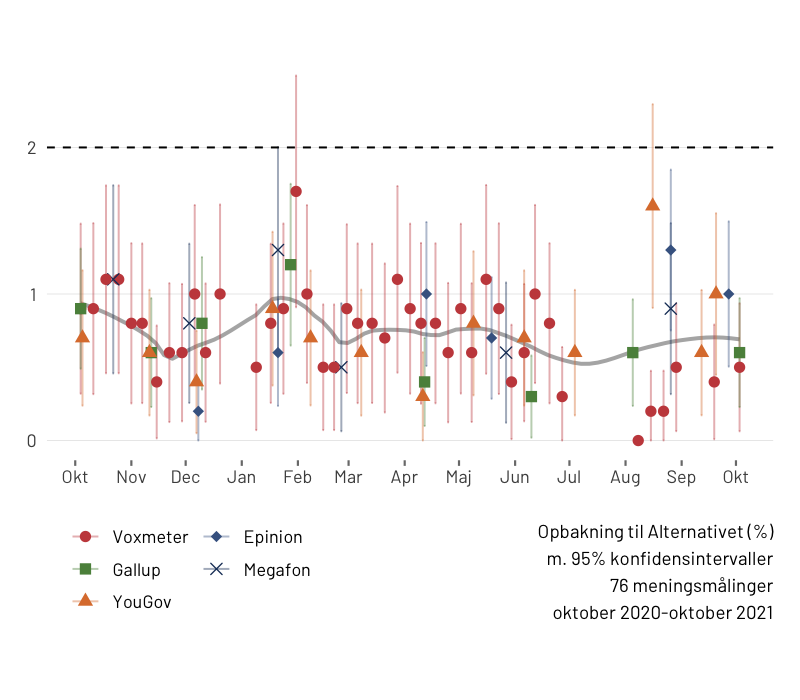 2
1
0
Okt Nov Dec Jan Feb Mar Apr Maj Jun Jul Aug Sep Okt
Voxmeter Epinion
Gallup Megafon
YouGov
Opbakning til Alternativet (%)
m. 95% konfidensintervaller
76 meningsmålinger
oktober 2020-oktober 2021